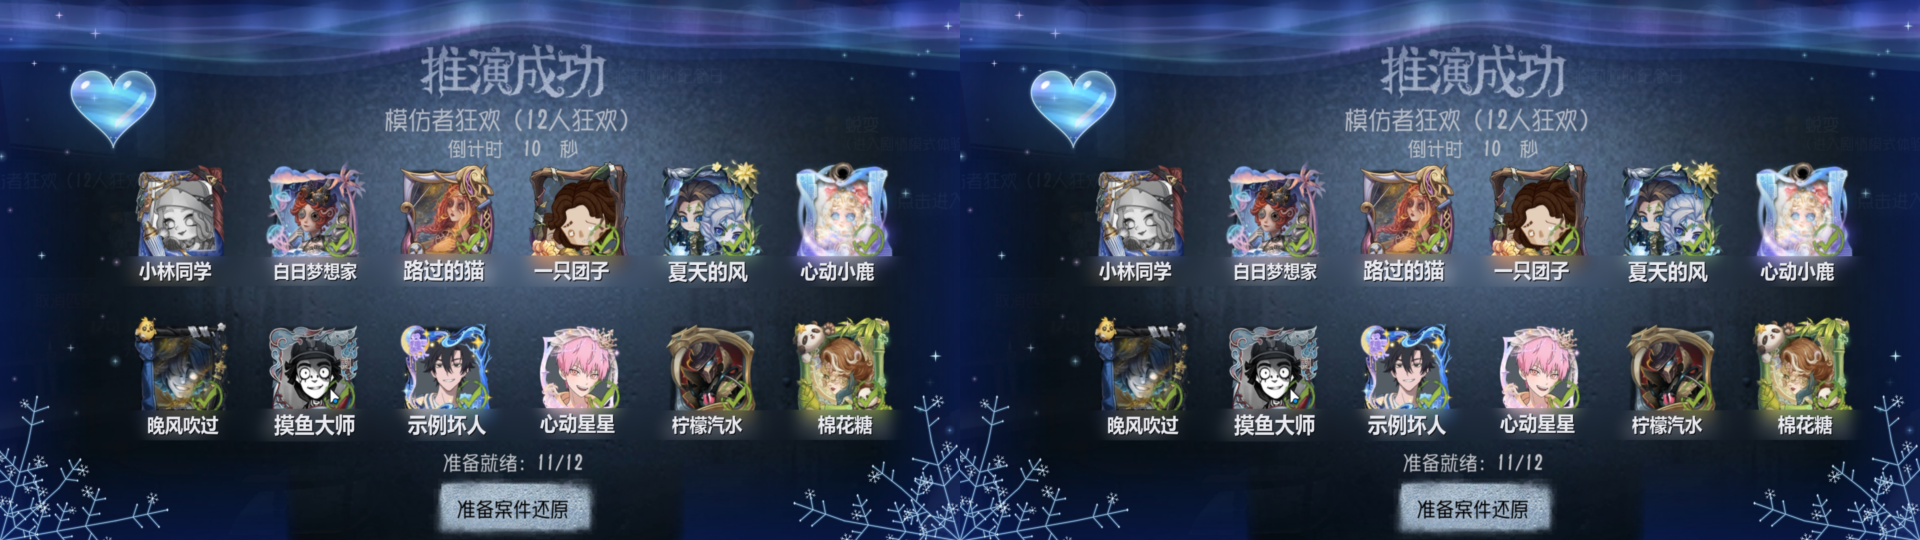 推演成功
模仿者狂欢（12人狂欢）
倒计时 10 秒
小林同学 白日梦想家 路过的猫 一只团子 夏天的风 心动小鹿
晚风吹过 摸鱼大师 示例坏人 心动星星 柠檬汽水 棉花糖
准备就绪：11/12
准备案件还原
推演成功
模仿者狂欢（12人狂欢）
倒计时 10 秒
小林同学 白日梦想家 路过的猫 一只团子 夏天的风 心动小鹿
晚风吹过 摸鱼大师 示例坏人 心动星星 柠檬汽水 棉花糖
准备就绪：11/12
准备案件还原